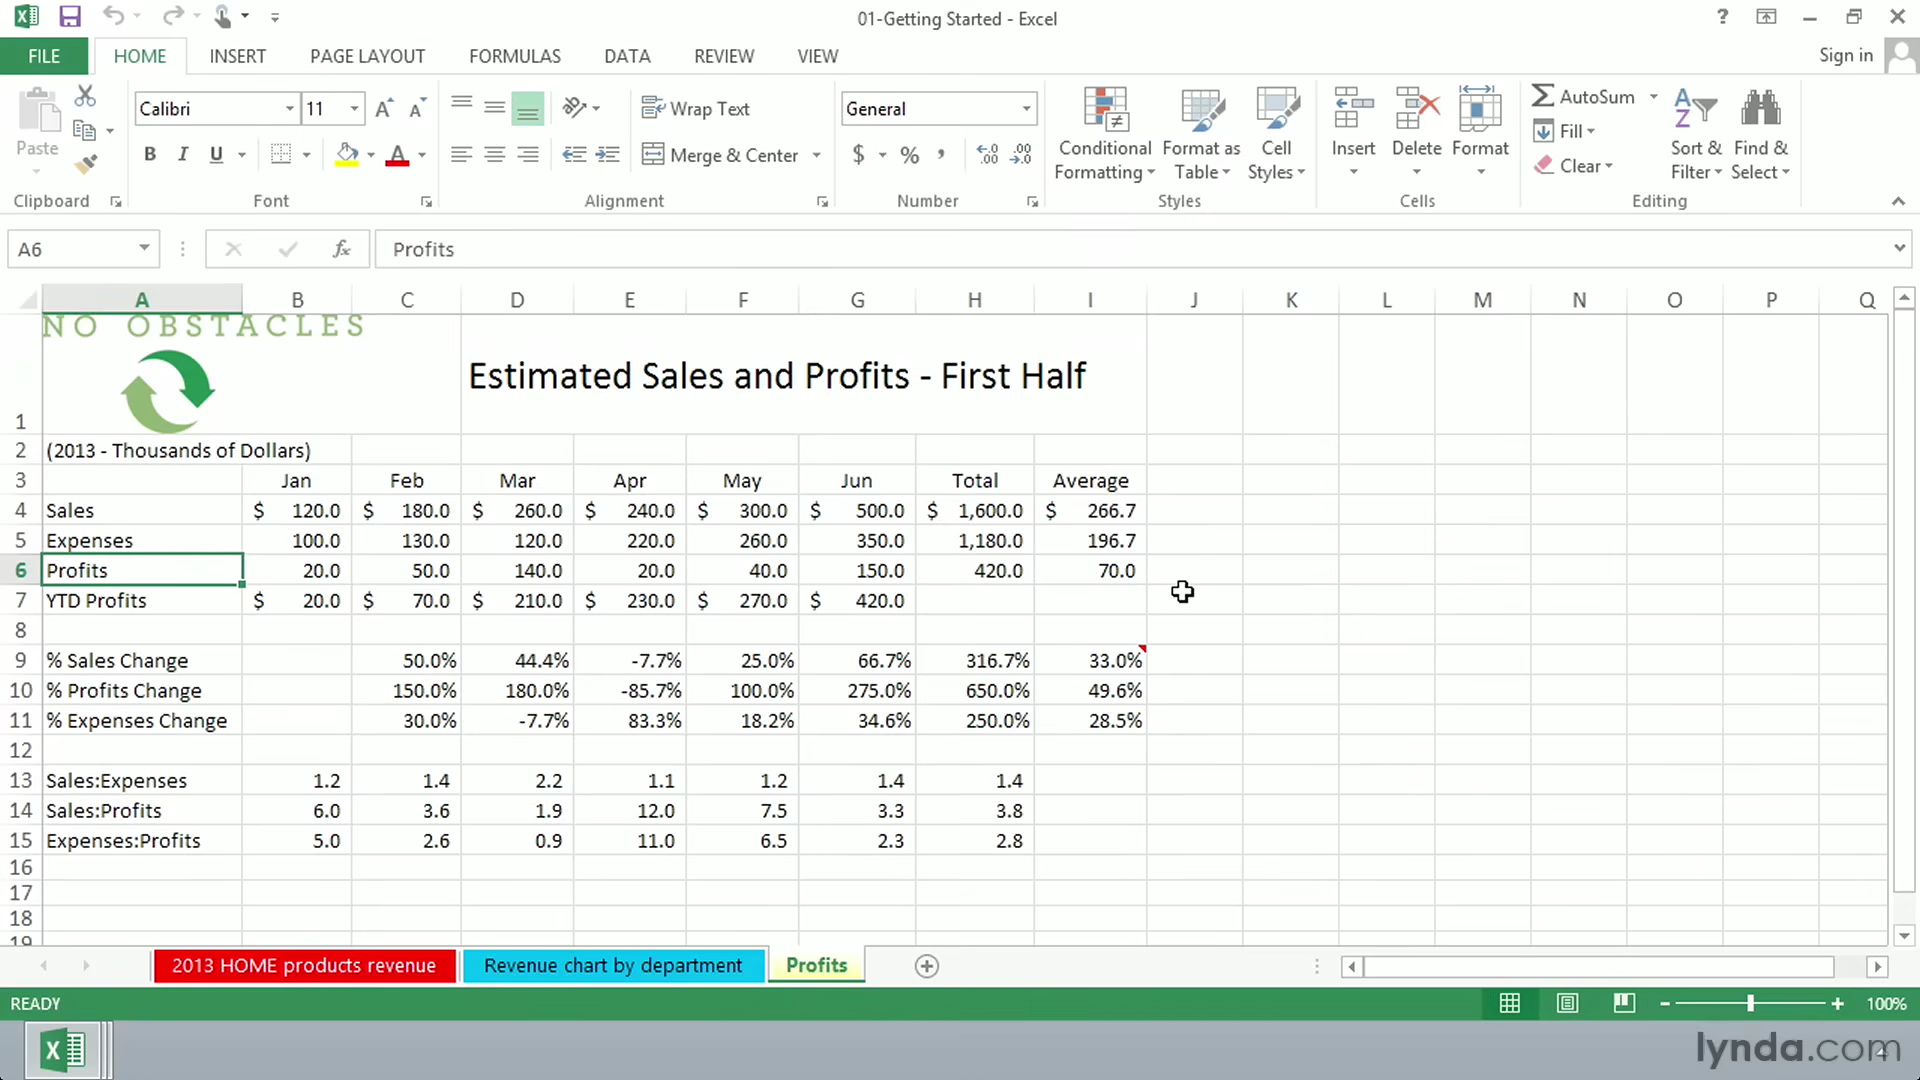 01-Getting Started - Excel
?
FILE HOME INSERT PAGE LAYOUT FORMULAS DATA REVIEW VIEW Sign in
Paste Calibri 11 A A Wrap Text General Conditional Formatting Format as Table Cell Styles Insert Delete Format AutoSum Fill Clear Sort & Filter Find & Select
B I U A Merge & Center $ % , .00 .0
Clipboard Font Alignment Number Styles Cells Editing
A6 fx Profits
A B C D E F G H I J K L M N O P Q
NO OBSTACLES
Estimated Sales and Profits - First Half
1
2 (2013 - Thousands of Dollars)
3 Jan Feb Mar Apr May Jun Total Average
4 Sales $ 120.0 $ 180.0 $ 260.0 $ 240.0 $ 300.0 $ 500.0 $ 1,600.0 $ 266.7
5 Expenses 100.0 130.0 120.0 220.0 260.0 350.0 1,180.0 196.7
6 Profits 20.0 50.0 140.0 20.0 40.0 150.0 420.0 70.0
7 YTD Profits $ 20.0 $ 70.0 $ 210.0 $ 230.0 $ 270.0 $ 420.0
8
9 % Sales Change 50.0% 44.4% -7.7% 25.0% 66.7% 316.7% 33.0%
10 % Profits Change 150.0% 180.0% -85.7% 100.0% 275.0% 650.0% 49.6%
11 % Expenses Change 30.0% -7.7% 83.3% 18.2% 34.6% 250.0% 28.5%
12
13 Sales:Expenses 1.2 1.4 2.2 1.1 1.2 1.4 1.4
14 Sales:Profits 6.0 3.6 1.9 12.0 7.5 3.3 3.8
15 Expenses:Profits 5.0 2.6 0.9 11.0 6.5 2.3 2.8
16
17
18
19
2013 HOME products revenue Revenue chart by department Profits
READY 100%
lynda.com